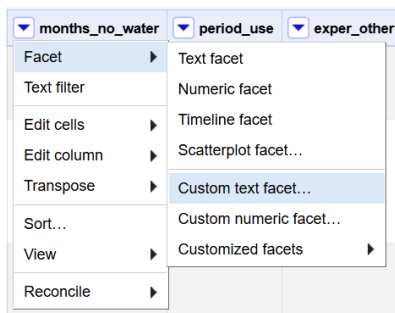 months_no_water period_use exper_other
Facet
Text filter
Edit cells
Edit column
Transpose
Sort…
View
Reconcile
Text facet
Numeric facet
Timeline facet
Scatterplot facet…
Custom text facet…
Custom numeric facet…
Customized facets